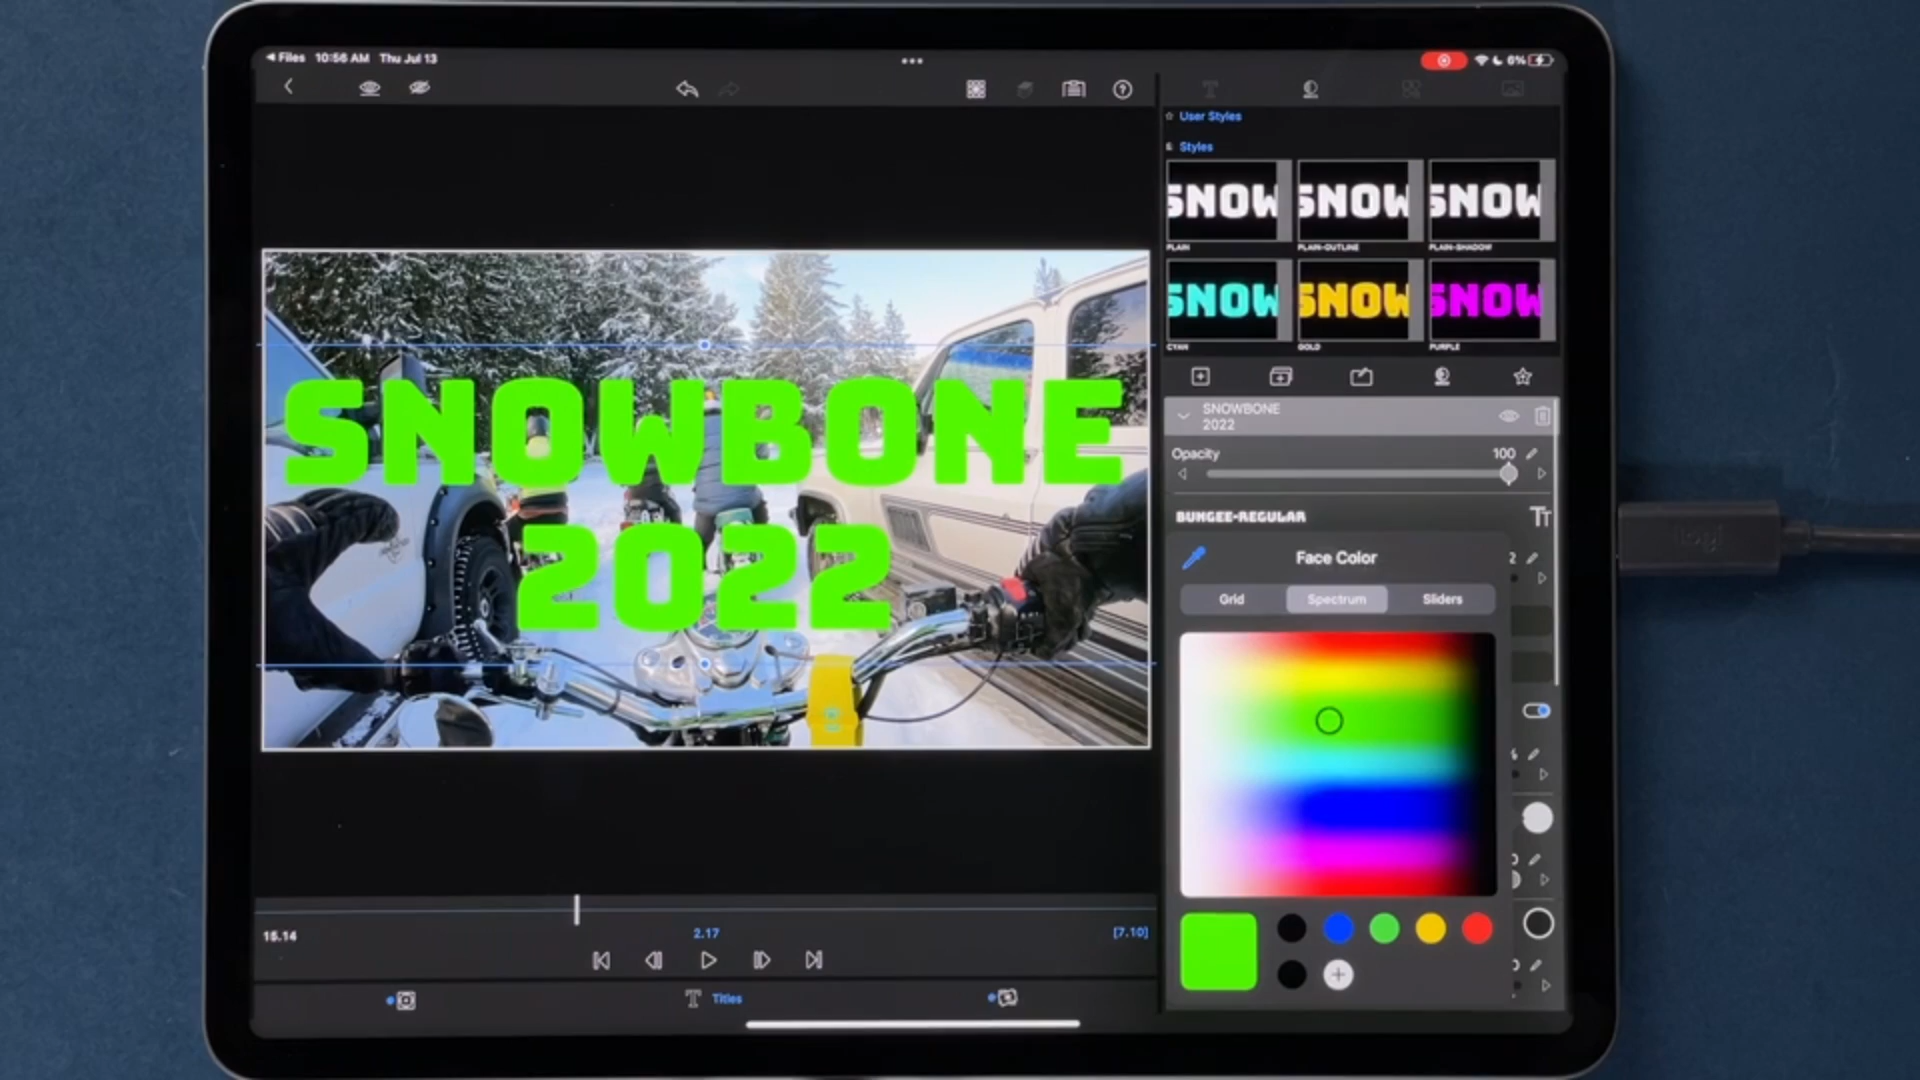 Files 10:56 AM Thu Jul 13
6%
User Styles
Styles
SNOW SNOW SNOW
PLAIN PLAIN-OUTLINE PLAIN-SHADOW
SNOW SNOW SNOW
CYAN GOLD PURPLE
SNOWBONE
2022
SNOWBONE
2022
Opacity 100
BUNGEE-REGULAR
Face Color
2
Grid Spectrum Sliders
15.14 2.17 [7.10]
Titles